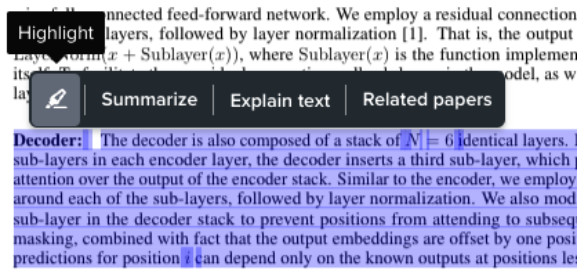 connected feed-forward network. We employ a residual connection
Highlight
layers, followed by layer normalization [1]. That is, the output
(x + Sublayer(x)), where Sublayer(x) is the function implemen
its
odel, as w
lay
Summarize
Explain text
Related papers
Decoder: The decoder is also composed of a stack of N = 6 identical layers. I
sub-layers in each encoder layer, the decoder inserts a third sub-layer, which p
attention over the output of the encoder stack. Similar to the encoder, we employ
around each of the sub-layers, followed by layer normalization. We also mod
sub-layer in the decoder stack to prevent positions from attending to subseq
masking, combined with fact that the output embeddings are offset by one posi
predictions for position i can depend only on the known outputs at positions les